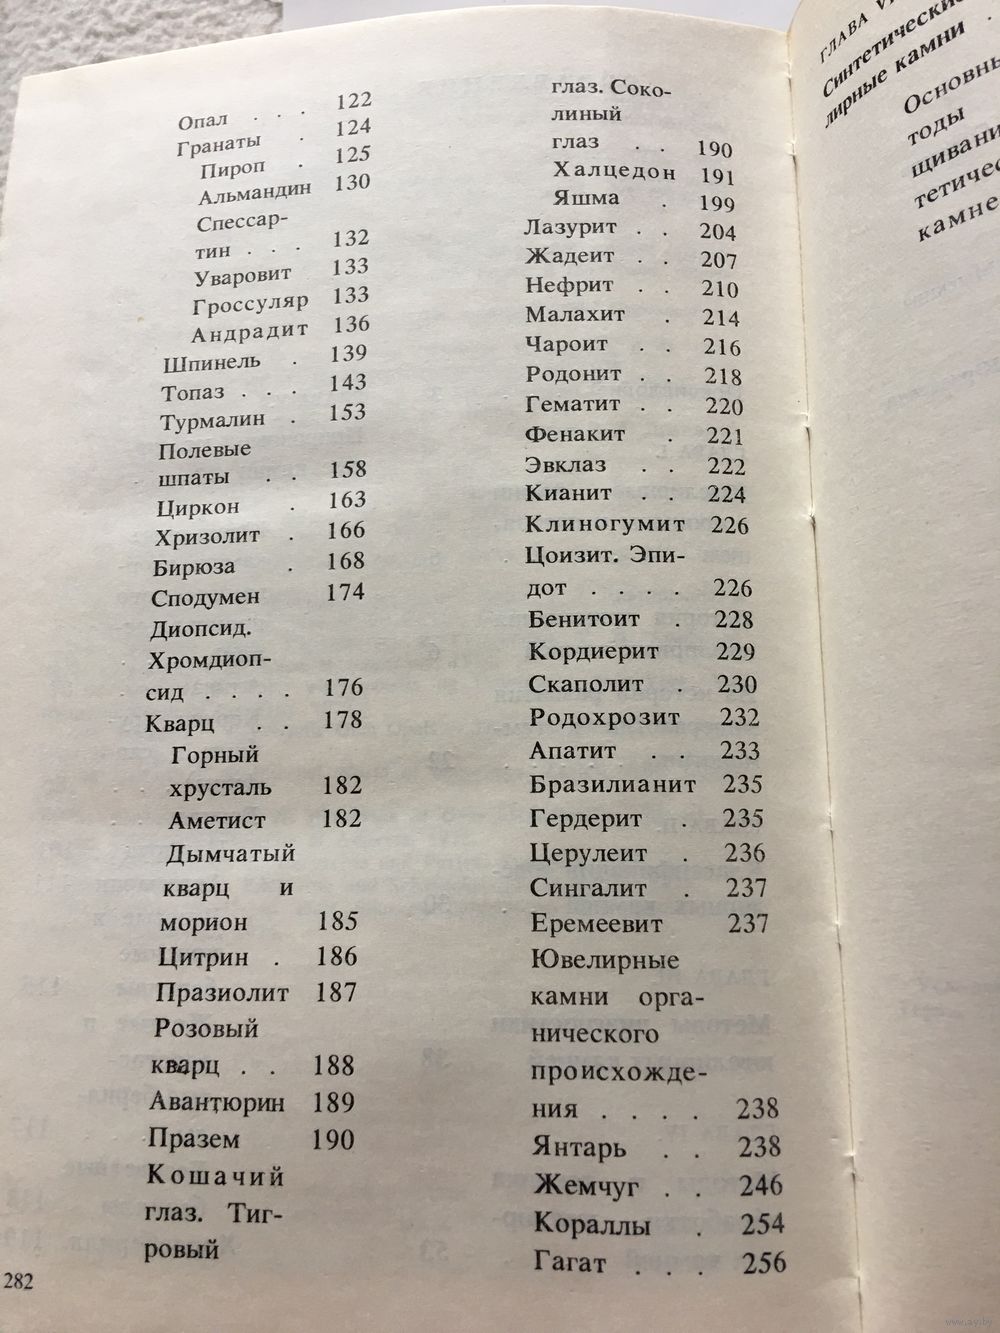 Опал . . . 122
Гранаты . 124
Пироп . 125
Альмандин 130
Спессар-
тин . . . 132
Уваровит 133
Гроссуляр 133
Андрадит 136
Шпинель . 139
Топаз . . . 143
Турмалин . 153
Полевые
шпаты . . 158
Циркон . 163
Хризолит . 166
Бирюза . 168
Сподумен 174
Диопсид.
Хромдиоп-
сид . . . . 176
Кварц . . 178
Горный
хрусталь 182
Аметист 182
Дымчатый
кварц и
морион 185
Цитрин . 186
Празиолит 187
Розовый
кварц . . 188
Авантюрин 189
Празем 190
Кошачий
глаз. Тиг-
ровый
282
глаз. Соко-
линый
глаз . . 190
Халцедон 191
Яшма . 199
Лазурит . . 204
Жадеит . . 207
Нефрит . . 210
Малахит . 214
Чароит . . 216
Родонит . . 218
Гематит . . 220
Фенакит . 221
Эвклаз . . 222
Кианит . . 224
Клиногумит 226
Цоизит. Эпи-
дот . . . . 226
Бенитоит . 228
Кордиерит 229
Скаполит . 230
Родохрозит 232
Апатит . . 233
Бразилианит 235
Гердерит . 235
Церулеит . 236
Сингалит . 237
Еремеевит 237
Ювелирные
камни орга-
нического
происхожде-
ния . . . . 238
Янтарь . . 238
Жемчуг . . 246
Кораллы . 254
Гагат . . . 256
ГЛАВА
Синтетические
лирные камни .
Основны
тоды
щивани
тетичес
камне
www.ay.by